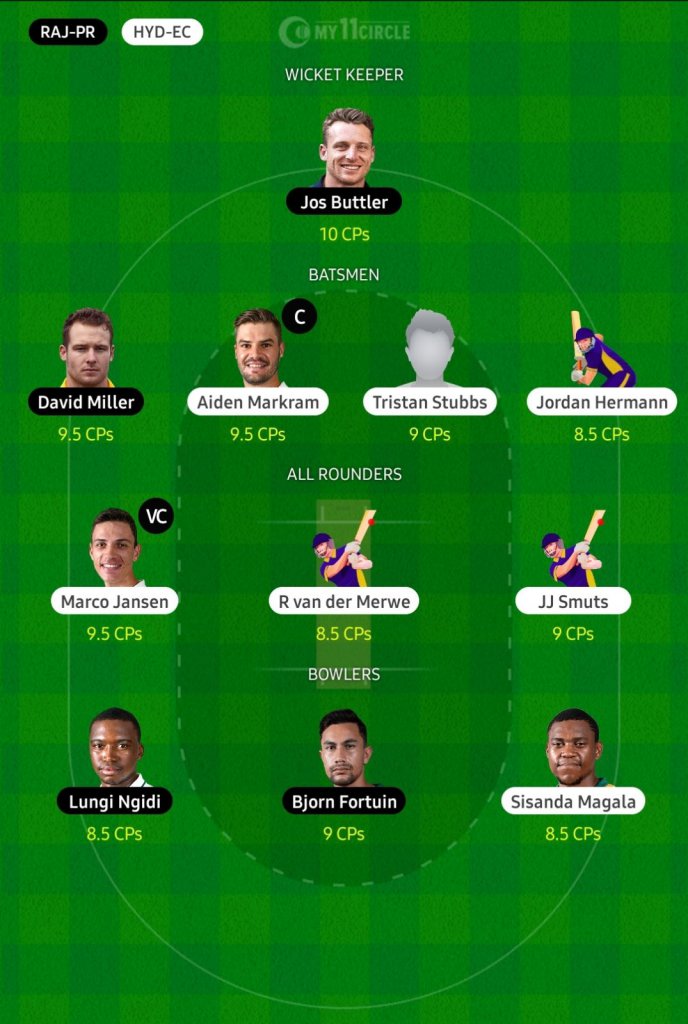 RAJ-PR HYD-EC MY11CIRCLE
WICKET KEEPER
Jos Buttler
10 CPs
BATSMEN
C
David Miller Aiden Markram Tristan Stubbs Jordan Hermann
9.5 CPs 9.5 CPs 9 CPs 8.5 CPs
ALL ROUNDERS
VC
Marco Jansen R van der Merwe JJ Smuts
9.5 CPs 8.5 CPs 9 CPs
BOWLERS
Lungi Ngidi Bjorn Fortuin Sisanda Magala
8.5 CPs 9 CPs 8.5 CPs